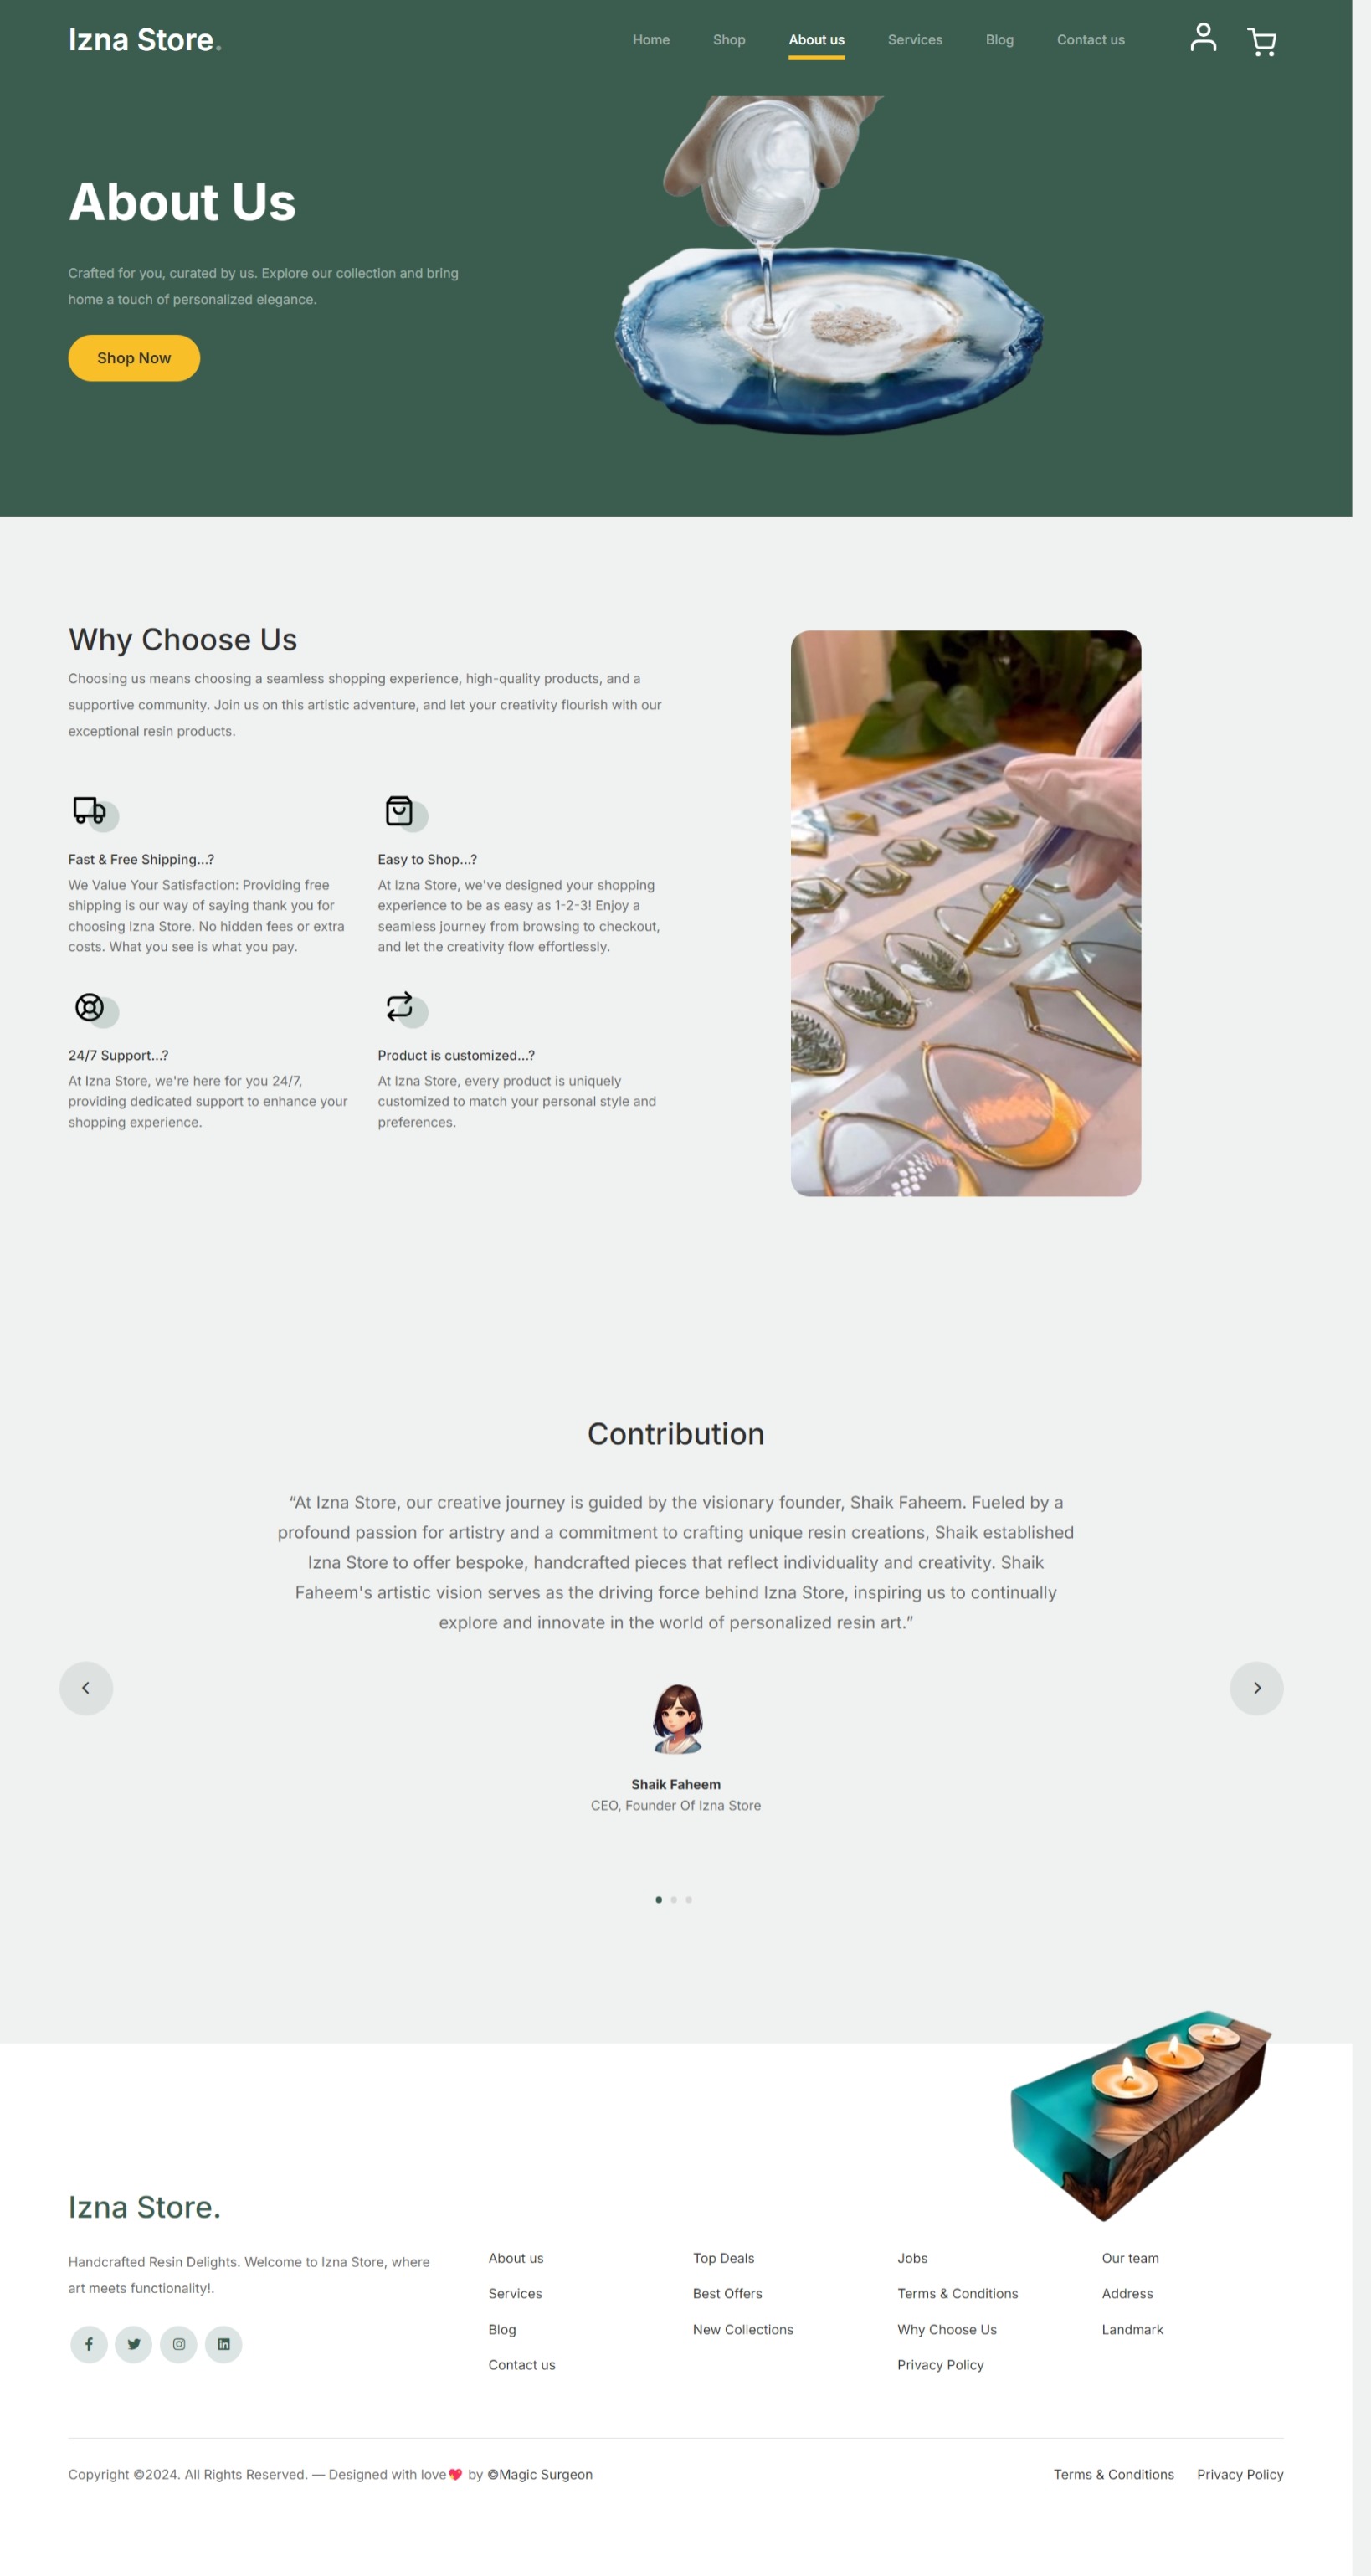 Izna Store.
Home Shop About us Services Blog Contact us
About Us
Crafted for you, curated by us. Explore our collection and bring
home a touch of personalized elegance.
Shop Now
Why Choose Us
Choosing us means choosing a seamless shopping experience, high-quality products, and a
supportive community. Join us on this artistic adventure, and let your creativity flourish with our
exceptional resin products.
Fast & Free Shipping...?
We Value Your Satisfaction: Providing free
shipping is our way of saying thank you for
choosing Izna Store. No hidden fees or extra
costs. What you see is what you pay.
Easy to Shop...?
At Izna Store, we've designed your shopping
experience to be as easy as 1-2-3! Enjoy a
seamless journey from browsing to checkout,
and let the creativity flow effortlessly.
24/7 Support...?
At Izna Store, we're here for you 24/7,
providing dedicated support to enhance your
shopping experience.
Product is customized...?
At Izna Store, every product is uniquely
customized to match your personal style and
preferences.
Contribution
“At Izna Store, our creative journey is guided by the visionary founder, Shaik Faheem. Fueled by a
profound passion for artistry and a commitment to crafting unique resin creations, Shaik established
Izna Store to offer bespoke, handcrafted pieces that reflect individuality and creativity. Shaik
Faheem's artistic vision serves as the driving force behind Izna Store, inspiring us to continually
explore and innovate in the world of personalized resin art.”
Shaik Faheem
CEO, Founder Of Izna Store
Izna Store.
Handcrafted Resin Delights. Welcome to Izna Store, where
art meets functionality!.
About us
Services
Blog
Contact us
Top Deals
Best Offers
New Collections
Jobs
Terms & Conditions
Why Choose Us
Privacy Policy
Our team
Address
Landmark
Copyright ©2024. All Rights Reserved. — Designed with love💖 by ©Magic Surgeon
Terms & Conditions Privacy Policy